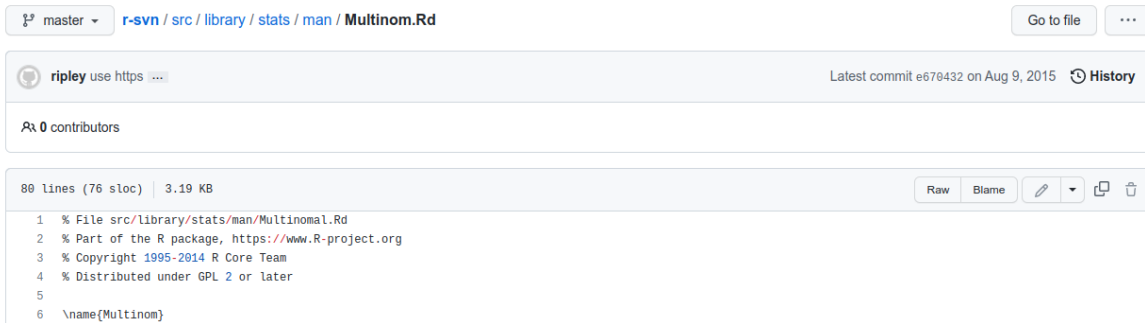 master r-svn / src / library / stats / man / Multinom.Rd Go to file ...
ripley use https ... Latest commit e670432 on Aug 9, 2015 History
0 contributors
80 lines (76 sloc) 3.19 KB Raw Blame
1 % File src/library/stats/man/Multinomal.Rd
2 % Part of the R package, https://www.R-project.org
3 % Copyright 1995-2014 R Core Team
4 % Distributed under GPL 2 or later
5
6 \name{Multinom}